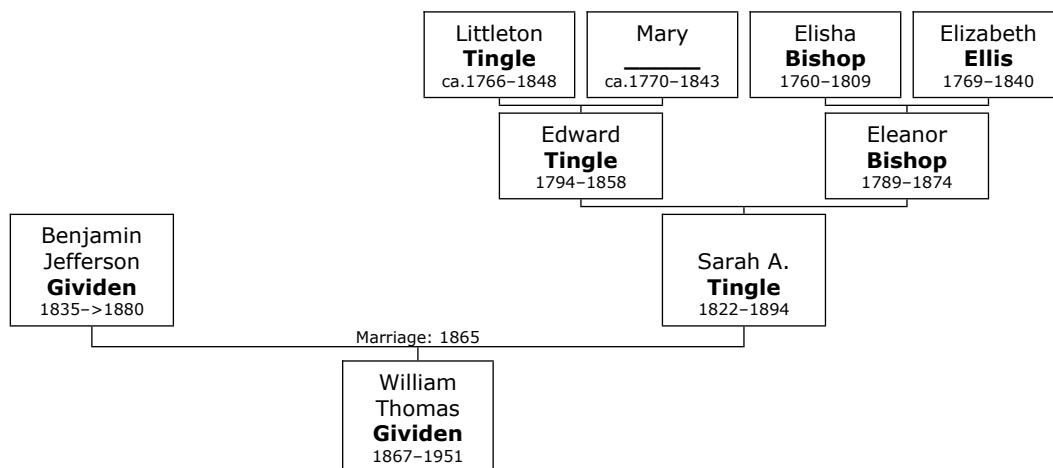 Littleton
Tingle
ca.1766–1848
Mary
_______
ca.1770–1843
Elisha
Bishop
1760–1809
Elizabeth
Ellis
1769–1840
Edward
Tingle
1794–1858
Eleanor
Bishop
1789–1874
Benjamin
Jefferson
Gividen
1835–>1880
Sarah A.
Tingle
1822–1894
Marriage: 1865
William
Thomas
Gividen
1867–1951